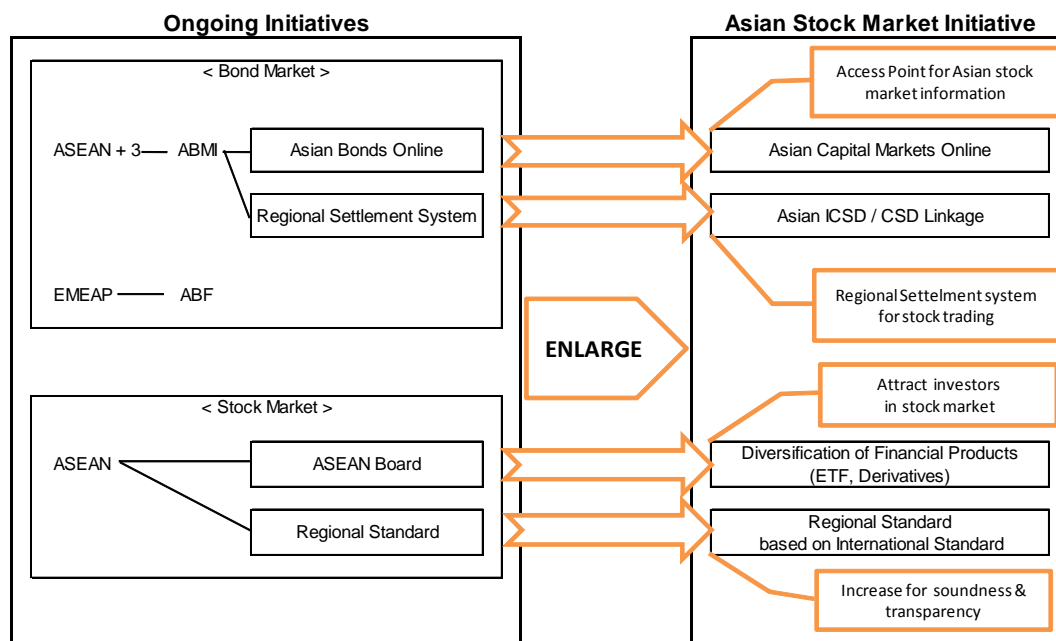 Ongoing Initiatives
Asian Stock Market Initiative
< Bond Market >
ASEAN + 3
ABMI
Asian Bonds Online
Regional Settlement System
EMEAP
ABF
< Stock Market >
ASEAN
ASEAN Board
Regional Standard
ENLARGE
Access Point for Asian stock
market information
Asian Capital Markets Online
Asian ICSD / CSD Linkage
Regional Settelment system
for stock trading
Attract investors
in stock market
Diversification of Financial Products
(ETF, Derivatives)
Regional Standard
based on International Standard
Increase for soundness &
transparency